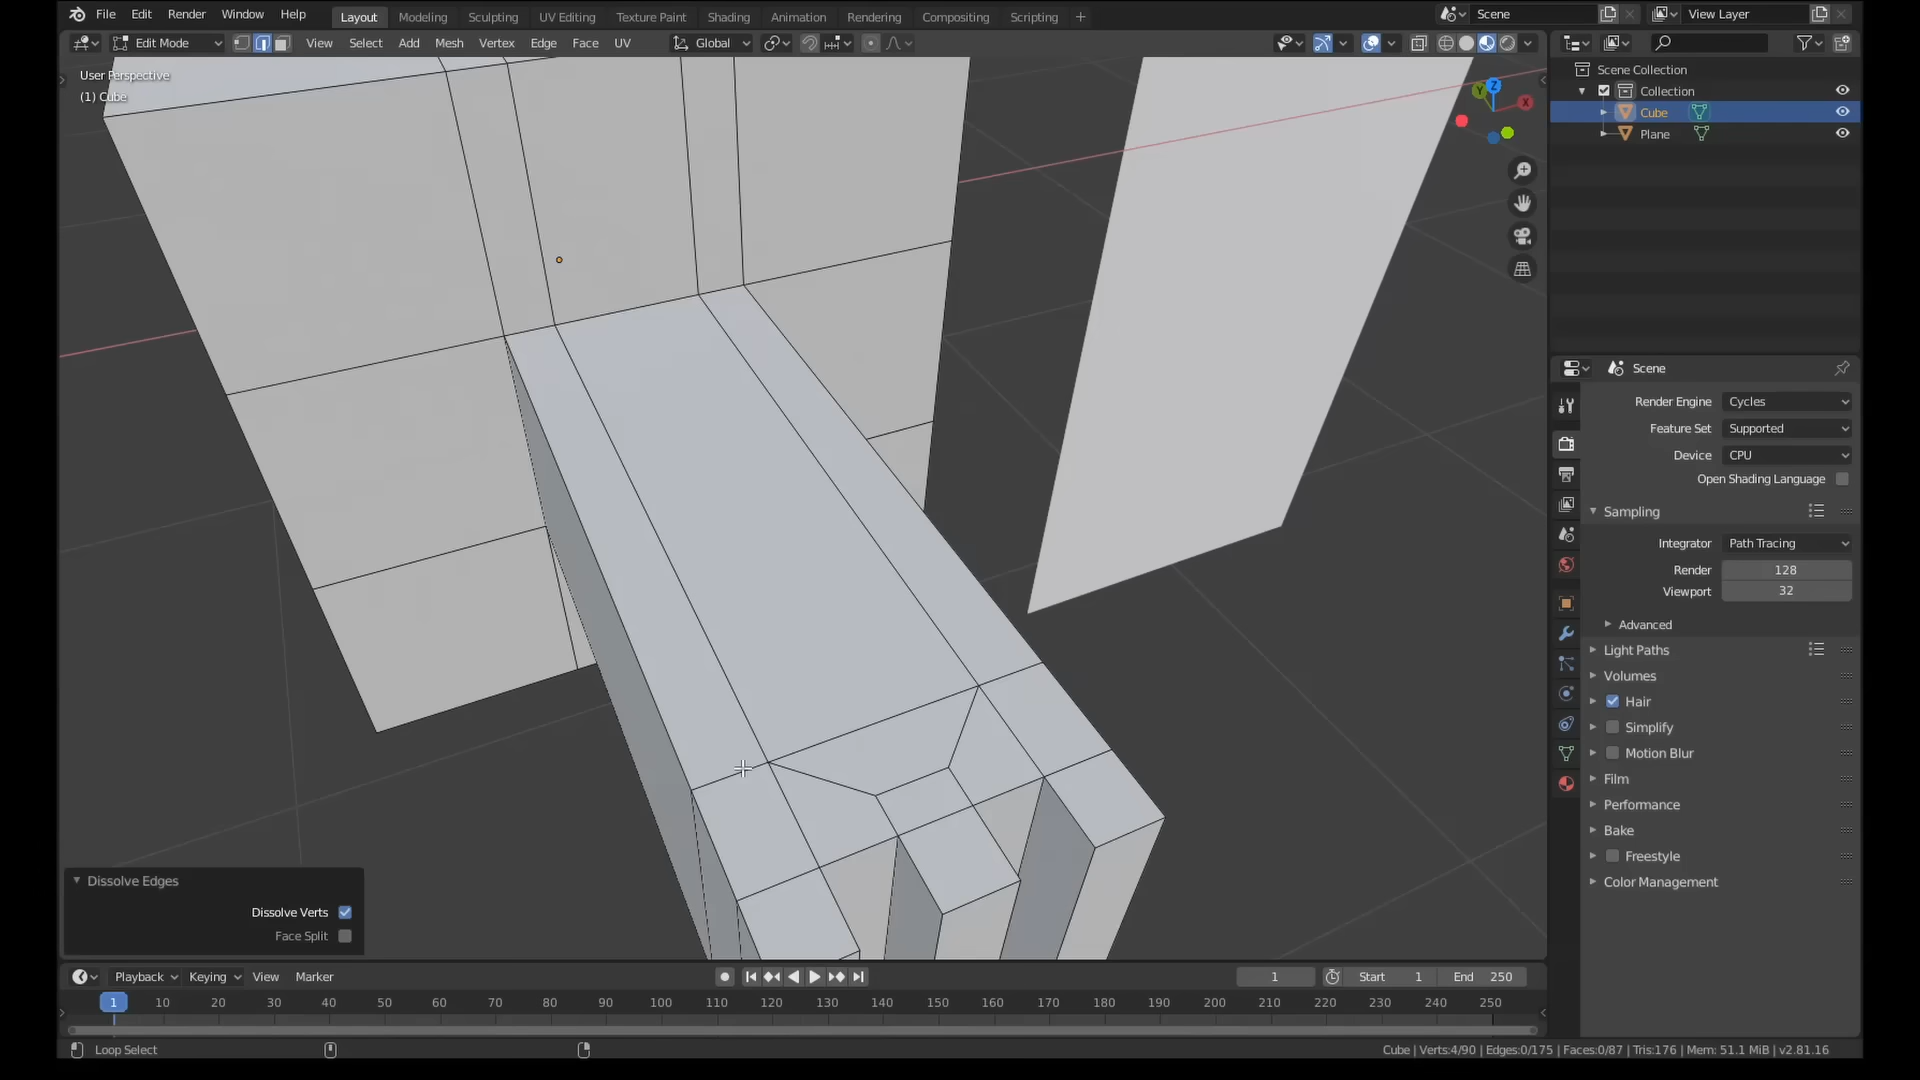 File Edit Render Window Help Layout Modeling Sculpting UV Editing Texture Paint Shading Animation Rendering Compositing Scripting + Scene View Layer
Edit Mode View Select Add Mesh Vertex Edge Face UV Global
User Perspective
(1) Cube
Z
Y
X
Scene Collection
Collection
Cube
Plane
Scene
Render Engine Cycles
Feature Set Supported
Device CPU
Open Shading Language
Sampling
Integrator Path Tracing
Render 128
Viewport 32
Advanced
Light Paths
Volumes
Hair
Simplify
Motion Blur
Film
Performance
Bake
Freestyle
Color Management
Dissolve Edges
Dissolve Verts
Face Split
Playback Keying View Marker 1 Start 1 End 250
1 10 20 30 40 50 60 70 80 90 100 110 120 130 140 150 160 170 180 190 200 210 220 230 240 250
Loop Select
Cube | Verts:4/90 | Edges:0/175 | Faces:0/87 | Tris:176 | Mem: 51.1 MiB | v2.81.16